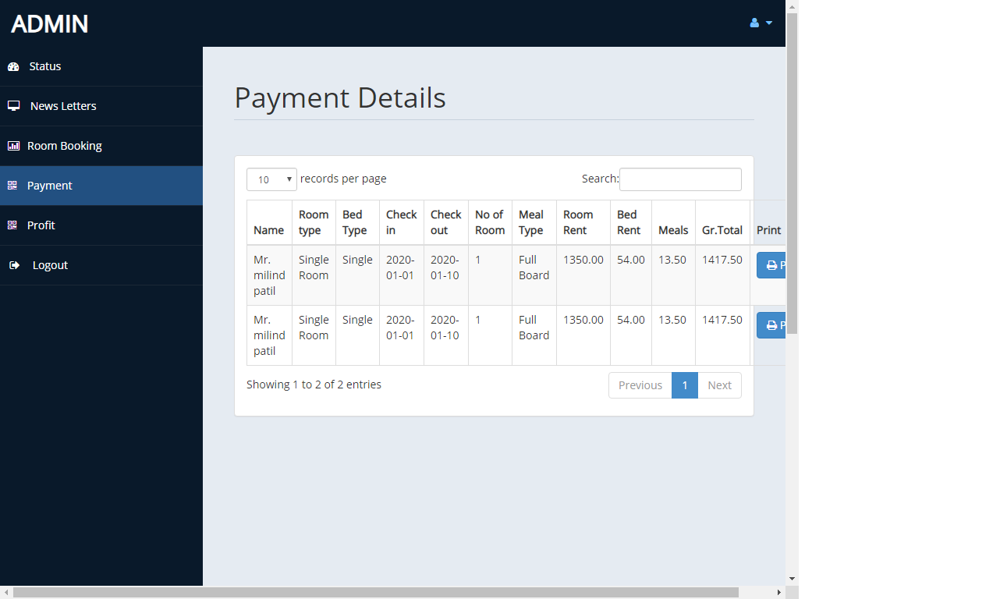 ADMIN
Status
News Letters
Room Booking
Payment
Profit
Logout
Payment Details
10 records per page Search:
Name Room type Bed Type Check in Check out No of Room Meal Type Room Rent Bed Rent Meals Gr.Total Print
Mr. milind patil Single Room Single 2020-01-01 2020-01-10 1 Full Board 1350.00 54.00 13.50 1417.50 P
Mr. milind patil Single Room Single 2020-01-01 2020-01-10 1 Full Board 1350.00 54.00 13.50 1417.50 P
Showing 1 to 2 of 2 entries Previous 1 Next